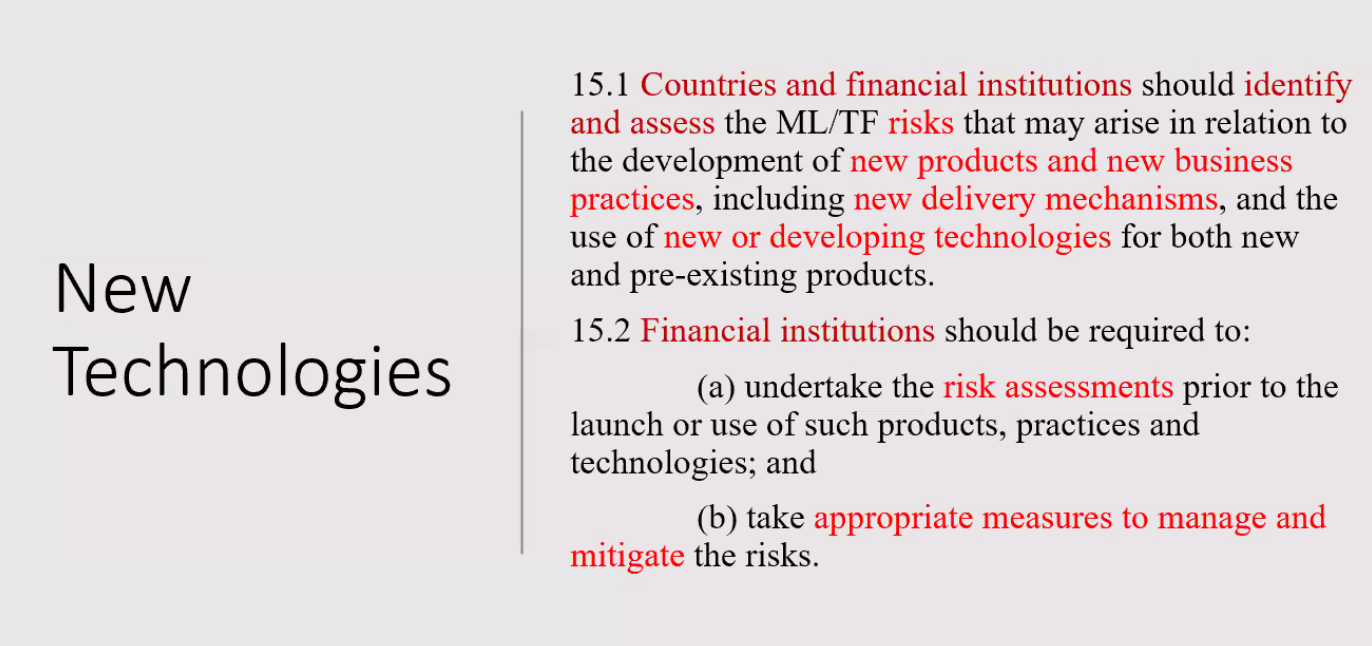 New
Technologies
15.1 Countries and financial institutions should identify
and assess the ML/TF risks that may arise in relation to
the development of new products and new business
practices, including new delivery mechanisms, and the
use of new or developing technologies for both new
and pre-existing products.
15.2 Financial institutions should be required to:
(a) undertake the risk assessments prior to the
launch or use of such products, practices and
technologies; and
(b) take appropriate measures to manage and
mitigate the risks.